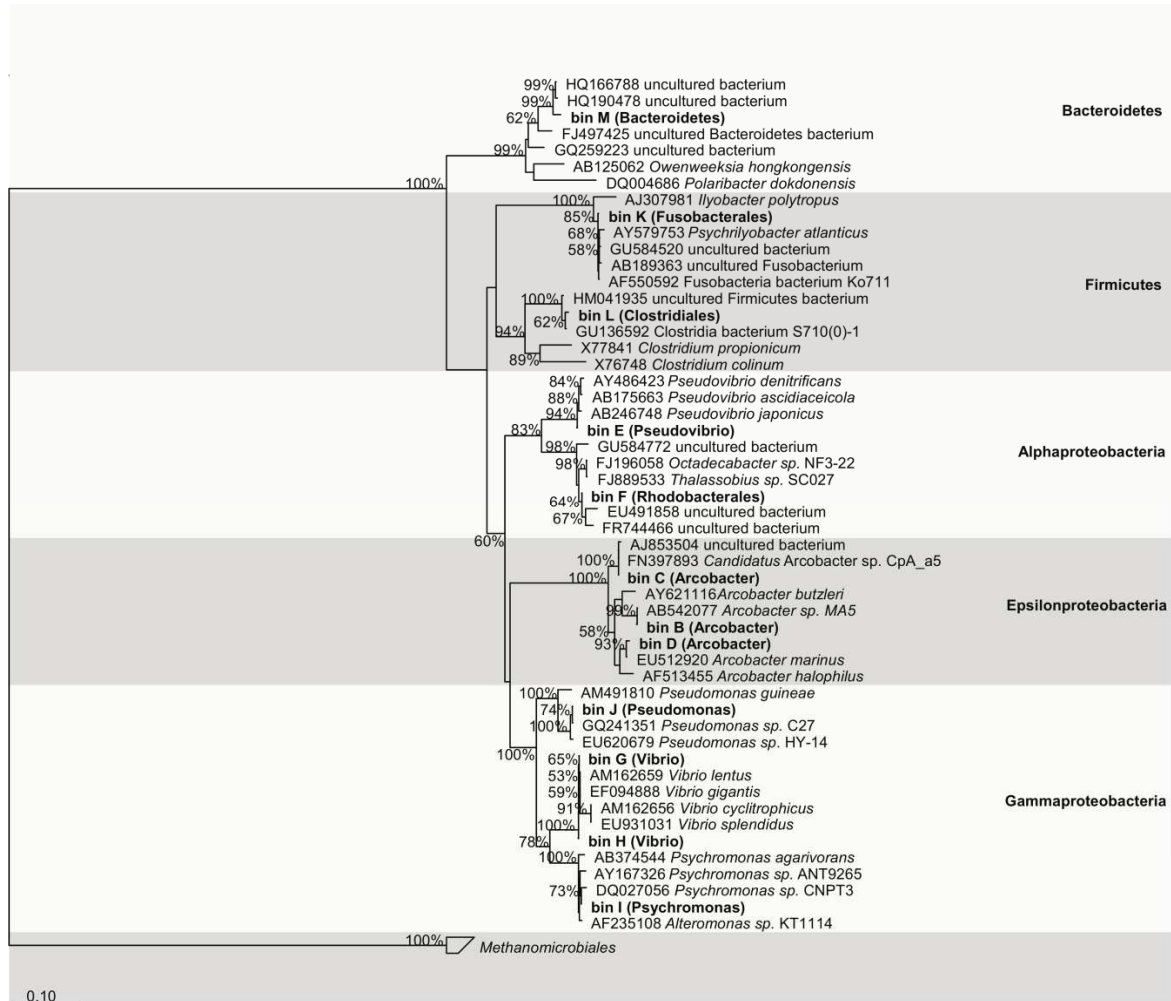 99% HQ166788 uncultured bacterium
99% HQ190478 uncultured bacterium
62% bin M (Bacteroidetes)
Bacteroidetes
FJ497425 uncultured Bacteroidetes bacterium
99% GQ259223 uncultured bacterium
AB125062 Owenweeksia hongkongensis
100% DQ004686 Polaribacter dokdonensis
100% AJ307981 Ilyobacter polytropus
85% bin K (Fusobacterales)
68% AY579753 Psychrilyobacter atlanticus
58% GU584520 uncultured bacterium
AB189363 uncultured Fusobacterium
AF550592 Fusobacteria bacterium Ko711
Firmicutes
100% HM041935 uncultured Firmicutes bacterium
62% bin L (Clostridiales)
94% GU136592 Clostridia bacterium S710(0)-1
X77841 Clostridium propionicum
89% X76748 Clostridium colinum
84% AY486423 Pseudovibrio denitrificans
88% AB175663 Pseudovibrio ascidiaceicola
94% AB246748 Pseudovibrio japonicus
83% bin E (Pseudovibrio)
98% GU584772 uncultured bacterium
Alphaproteobacteria
98% FJ196058 Octadecabacter sp. NF3-22
FJ889533 Thalassobius sp. SC027
64% bin F (Rhodobacterales)
67% EU491858 uncultured bacterium
FR744466 uncultured bacterium
60% AJ853504 uncultured bacterium
100% FN397893 Candidatus Arcobacter sp. CpA_a5
100% bin C (Arcobacter)
AY621116Arcobacter butzleri
99% AB542077 Arcobacter sp. MA5
Epsilonproteobacteria
58% bin B (Arcobacter)
93% bin D (Arcobacter)
EU512920 Arcobacter marinus
AF513455 Arcobacter halophilus
100% AM491810 Pseudomonas guineae
74% bin J (Pseudomonas)
100% GQ241351 Pseudomonas sp. C27
EU620679 Pseudomonas sp. HY-14
100%
65% bin G (Vibrio)
53% AM162659 Vibrio lentus
59% EF094888 Vibrio gigantis
Gammaproteobacteria
91% AM162656 Vibrio cyclitrophicus
100% EU931031 Vibrio splendidus
78% bin H (Vibrio)
100% AB374544 Psychromonas agarivorans
AY167326 Psychromonas sp. ANT9265
73% DQ027056 Psychromonas sp. CNPT3
bin I (Psychromonas)
AF235108 Alteromonas sp. KT1114
100% Methanomicrobiales
0.10